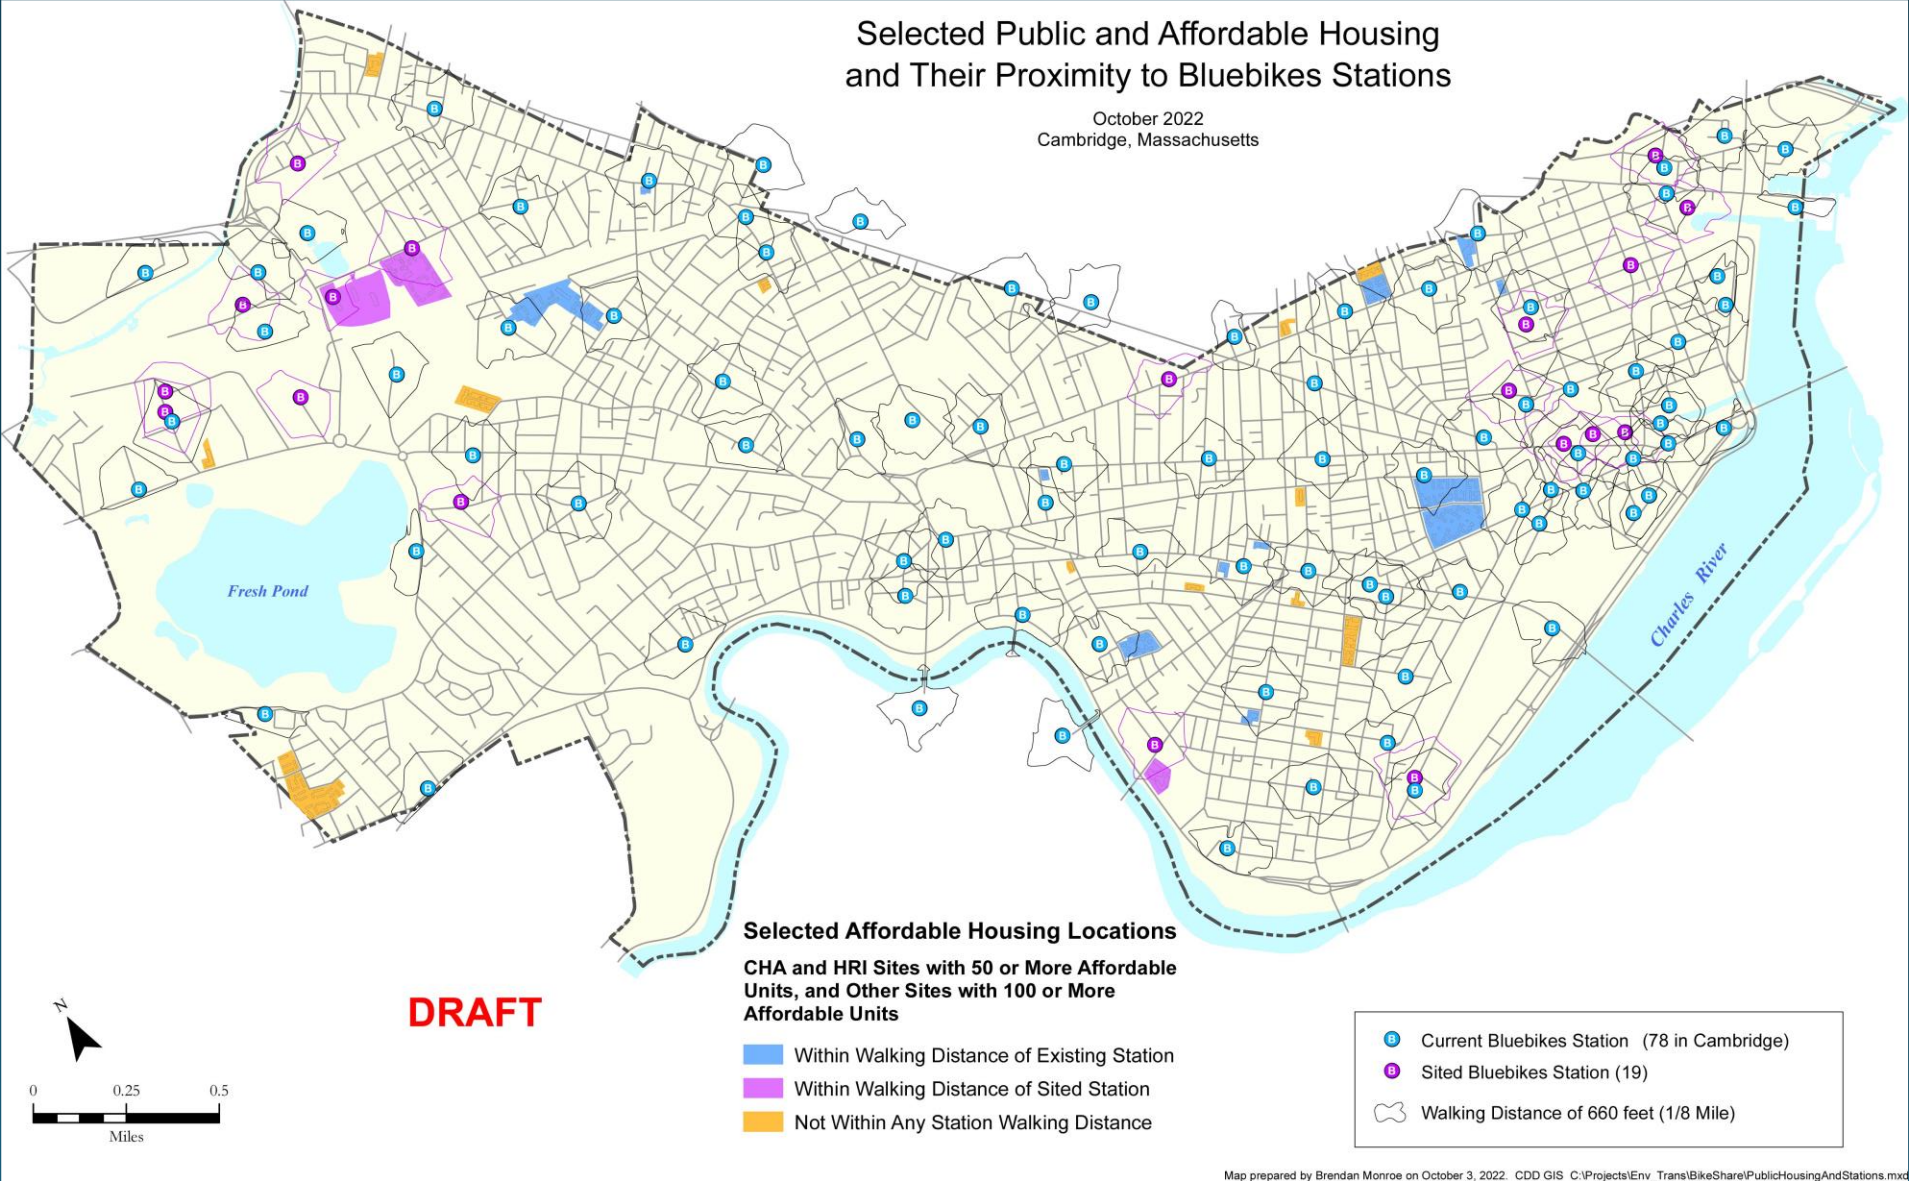 Selected Public and Affordable Housing
and Their Proximity to Bluebikes Stations
October 2022
Cambridge, Massachusetts
Fresh Pond
Charles River
Selected Affordable Housing Locations
CHA and HRI Sites with 50 or More Affordable
Units, and Other Sites with 100 or More
Affordable Units
Within Walking Distance of Existing Station
Within Walking Distance of Sited Station
Not Within Any Station Walking Distance
DRAFT
N
0 0.25 0.5
Miles
B Current Bluebikes Station (78 in Cambridge)
B Sited Bluebikes Station (19)
Walking Distance of 660 feet (1/8 Mile)
Map prepared by Brendan Monroe on October 3, 2022. CDD GIS C:\Projects\Env_Trans\BikeShare\PublicHousingAndStations.mxd